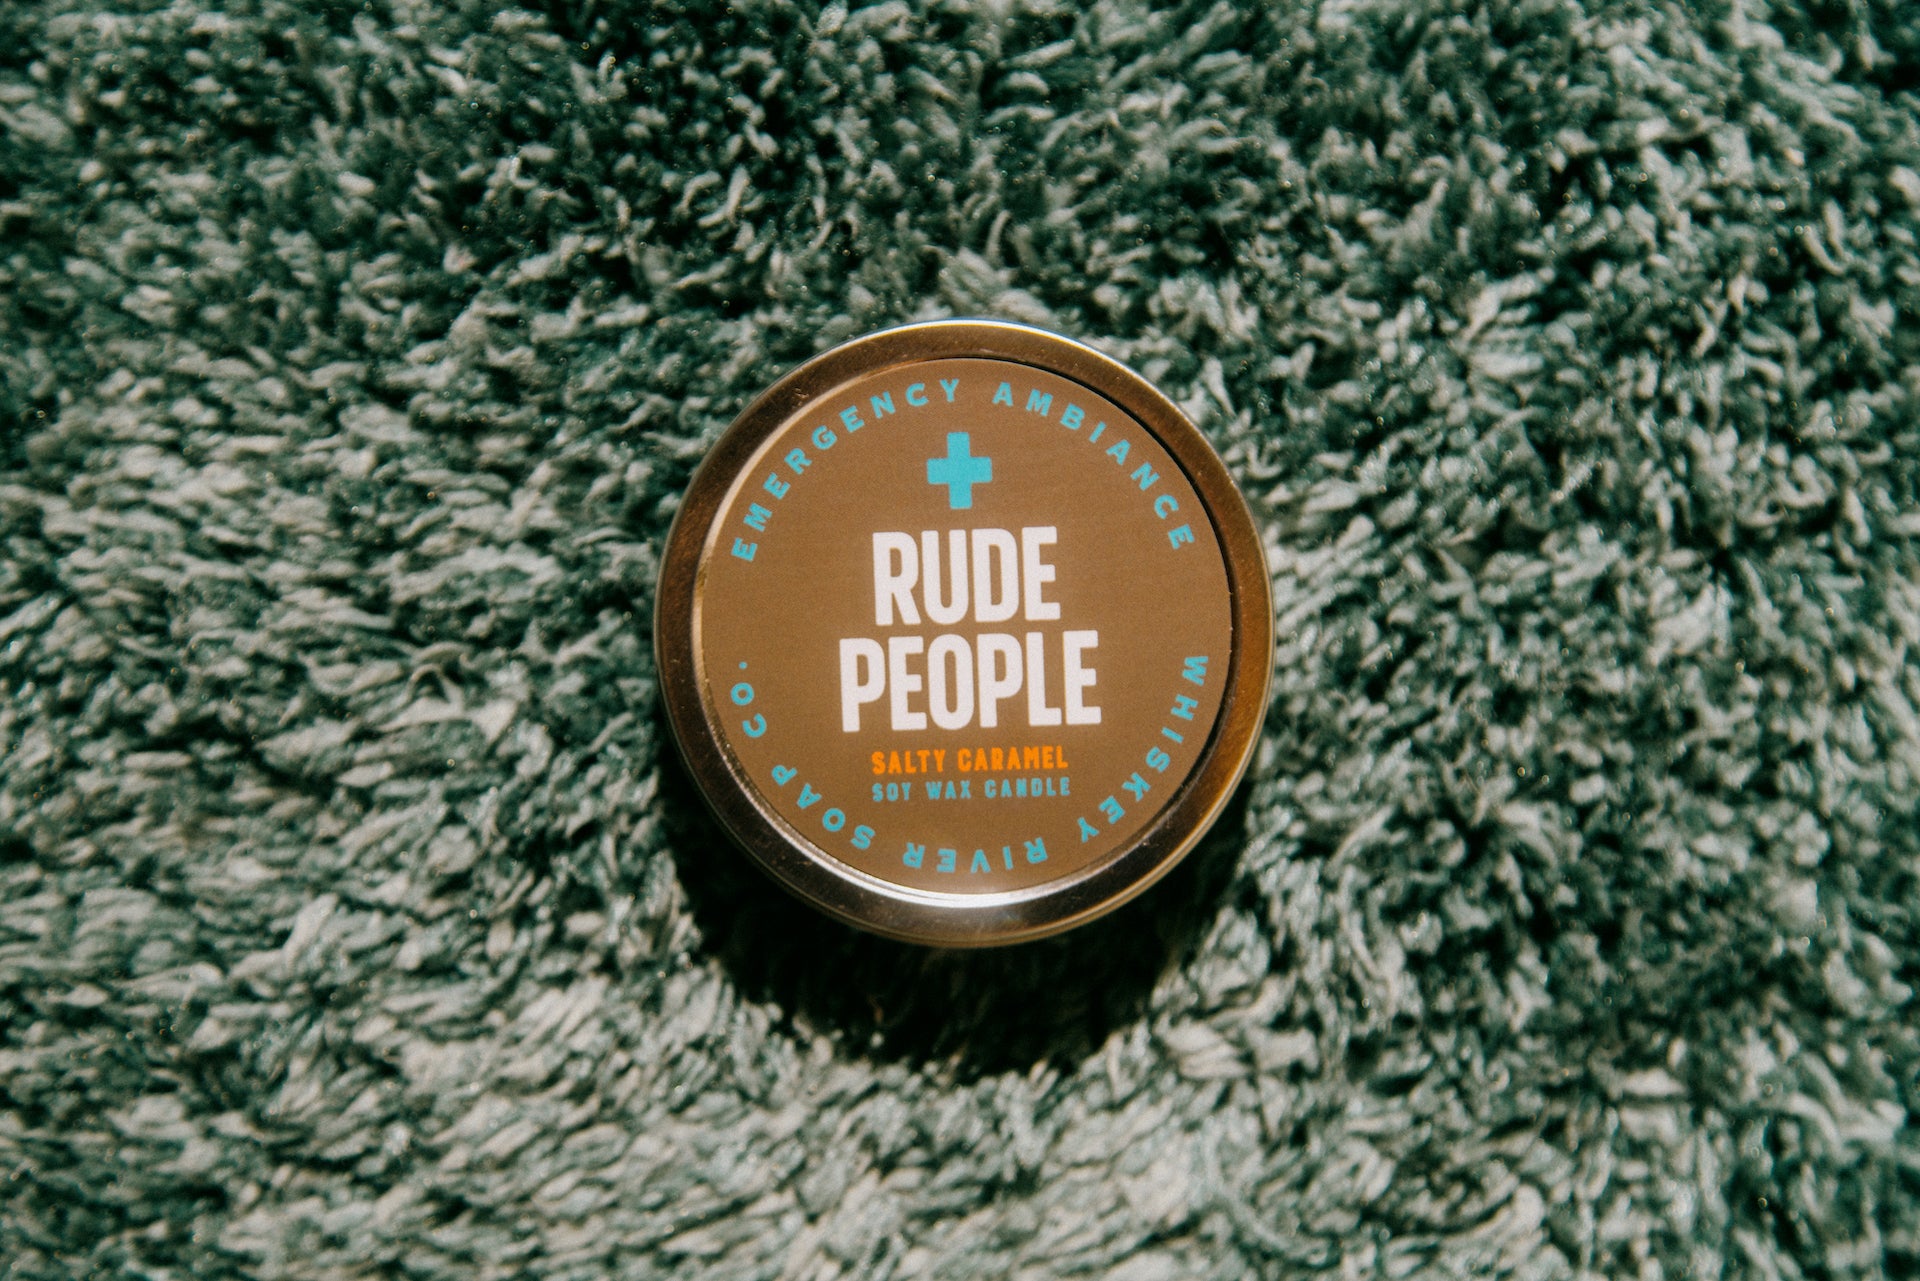 EMERGENCY AMBIANCE
RUDE
PEOPLE
SALTY CARAMEL
SOY WAX CANDLE
WHISKEY RIVER SOAP CO.